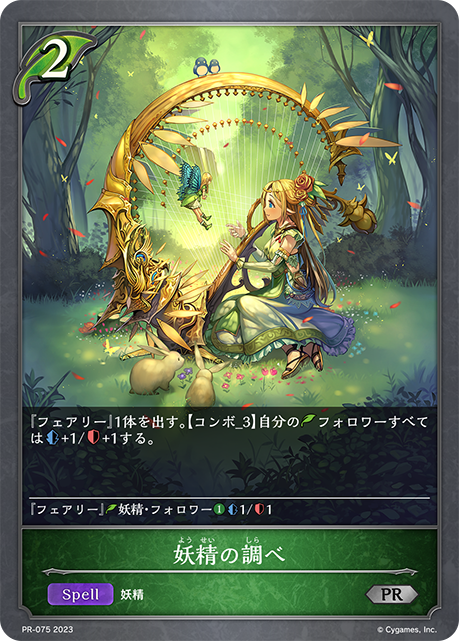 2
『フェアリー』1体を出す。【コンボ_3】自分のフォロワーすべて
は+1/+1する。
『フェアリー』妖精・フォロワー1 1/1
ようせい しら
妖精の調べ
Spell 妖精 PR
PR-075 2023 © Cygames, Inc.